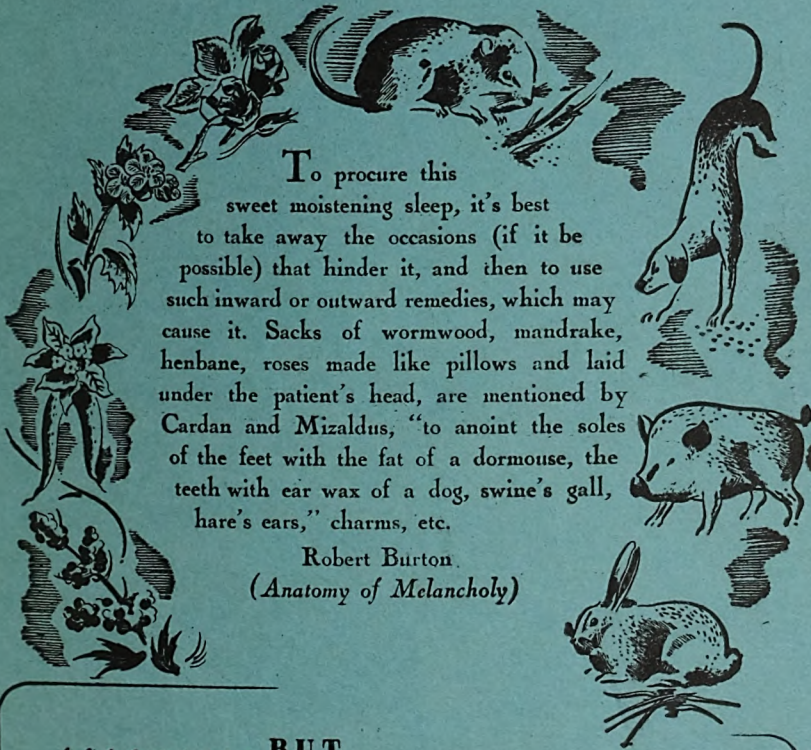 To procure this
sweet moistening sleep, it's best
to take away the occasions (if it be
possible) that hinder it, and then to use
such inward or outward remedies, which may
cause it. Sacks of wormwood, mandrake,
henbane, roses made like pillows and laid
under the patient's head, are mentioned by
Cardan and Mizaldus, "to anoint the soles
of the feet with the fat of a dormouse, the
teeth with ear wax of a dog, swine's gall,
hare's ears," charms, etc.
Robert Burton
(Anatomy of Melancholy)
BUT